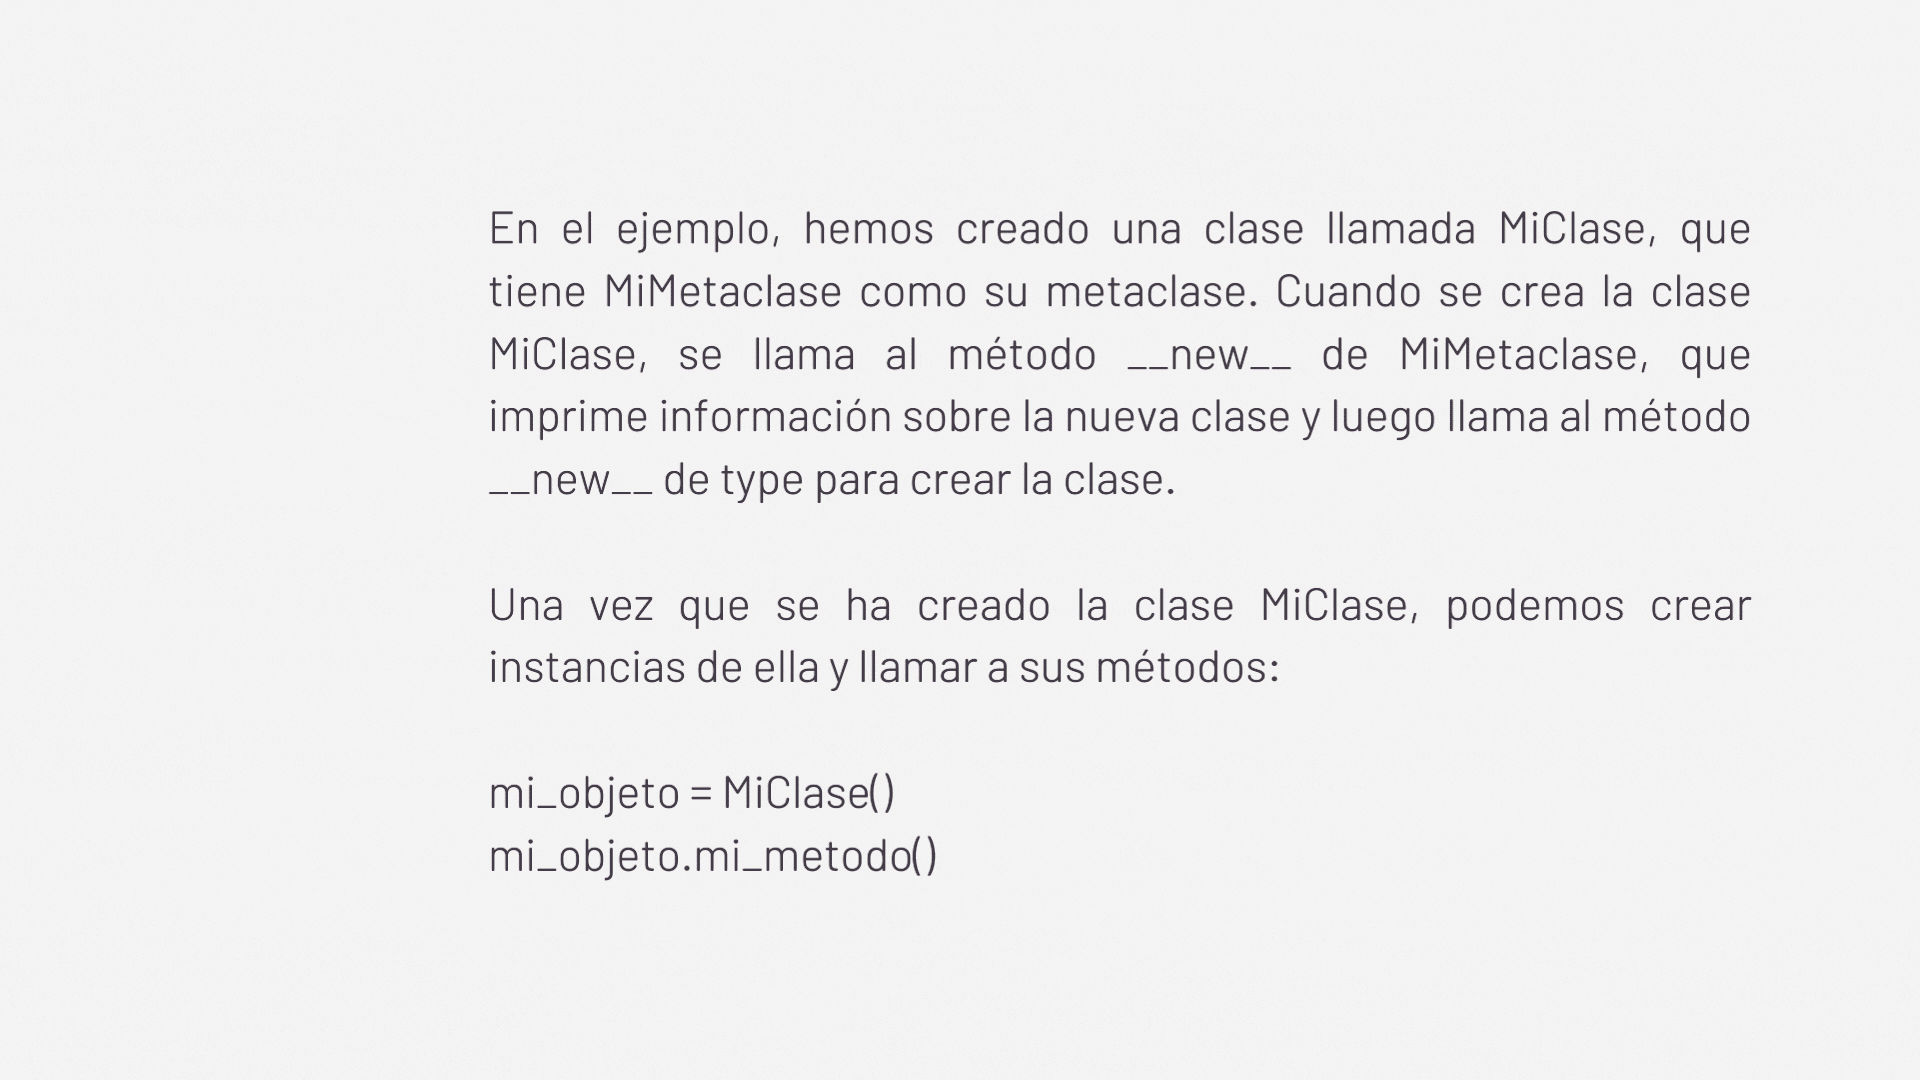 En el ejemplo, hemos creado una clase llamada MiClase, que
tiene MiMetaclase como su metaclase. Cuando se crea la clase
MiClase, se llama al método __new__ de MiMetaclase, que
imprime información sobre la nueva clase y luego llama al método
__new__ de type para crear la clase.
Una vez que se ha creado la clase MiClase, podemos crear
instancias de ella y llamar a sus métodos:
mi_objeto = MiClase()
mi_objeto.mi_metodo()